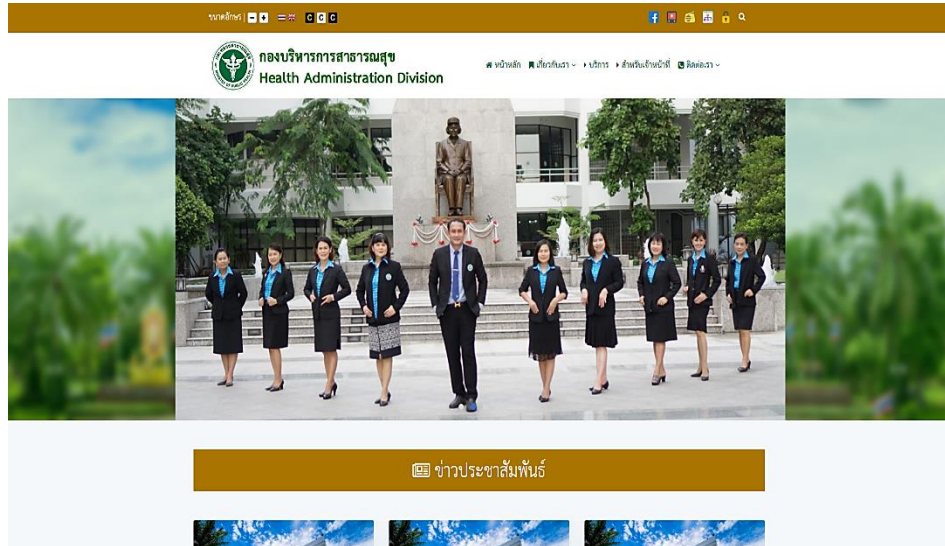 ขนาดอักษร | - +
C C C
กองบริหารการสาธารณสุข
Health Administration Division
หน้าหลัก เกี่ยวกับเรา บริการ สำหรับเจ้าหน้าที่ ติดต่อเรา
ข่าวประชาสัมพันธ์